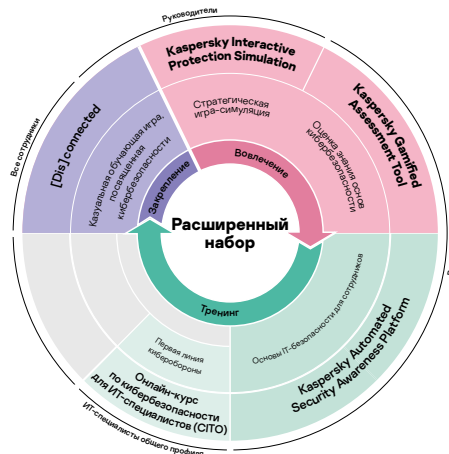 Руководители
Kaspersky Interactive
Protection Simulation
Стратегическая
игра-симуляция
Kaspersky Gamified
Assessment Tool
Оценка знания основ
кибербезопасности
Все сотрудники
[Dis]connected
Казуальная обучающая игра,
посвященная
кибербезопасности
Закрепление
Вовлечение
Расширенный
набор
Тренинг
Основы IT-безопасности для сотрудников
Kaspersky Automated
Security Awareness Platform
Первая линия
киберобороны
Онлайн-курс
по кибербезопасности
для ИТ-специалистов (CITO)
ИТ-специалисты общего профиля